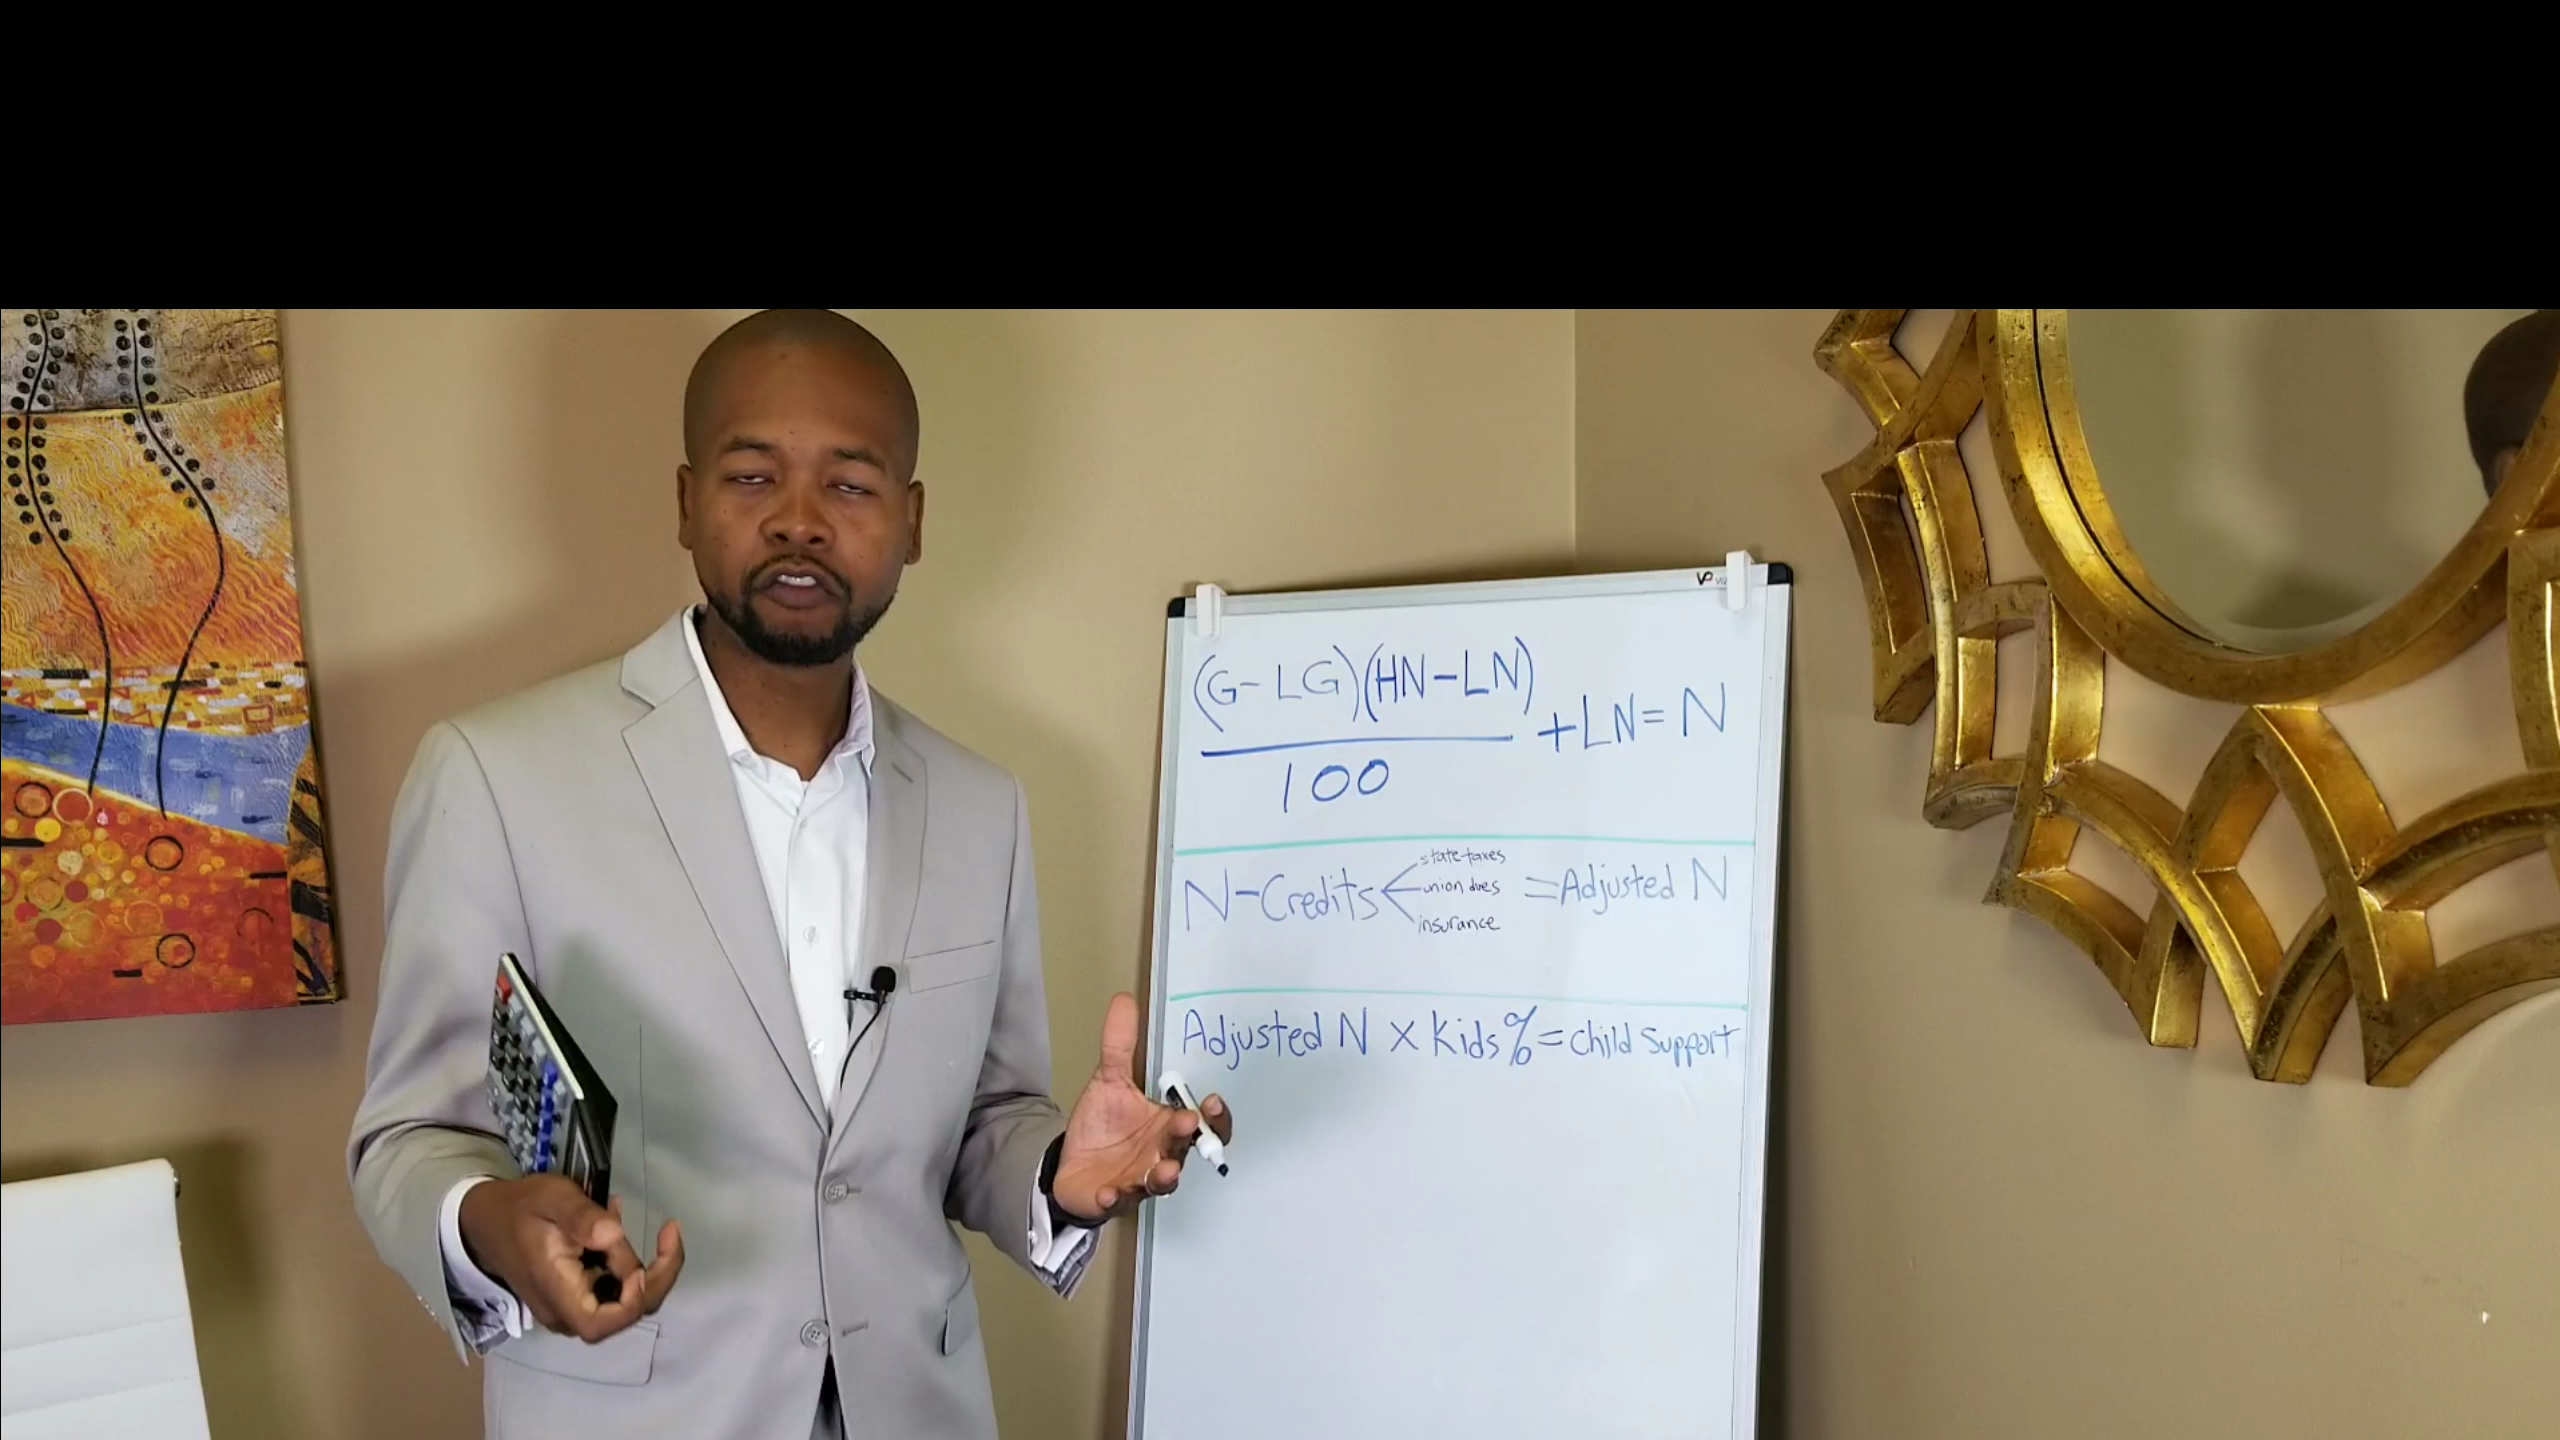 (G-LG)(HN-LN)
100
+LN=N
N-Credits
state taxes
union dues
insurance
=Adjusted N
Adjusted N x Kids%=Child Support